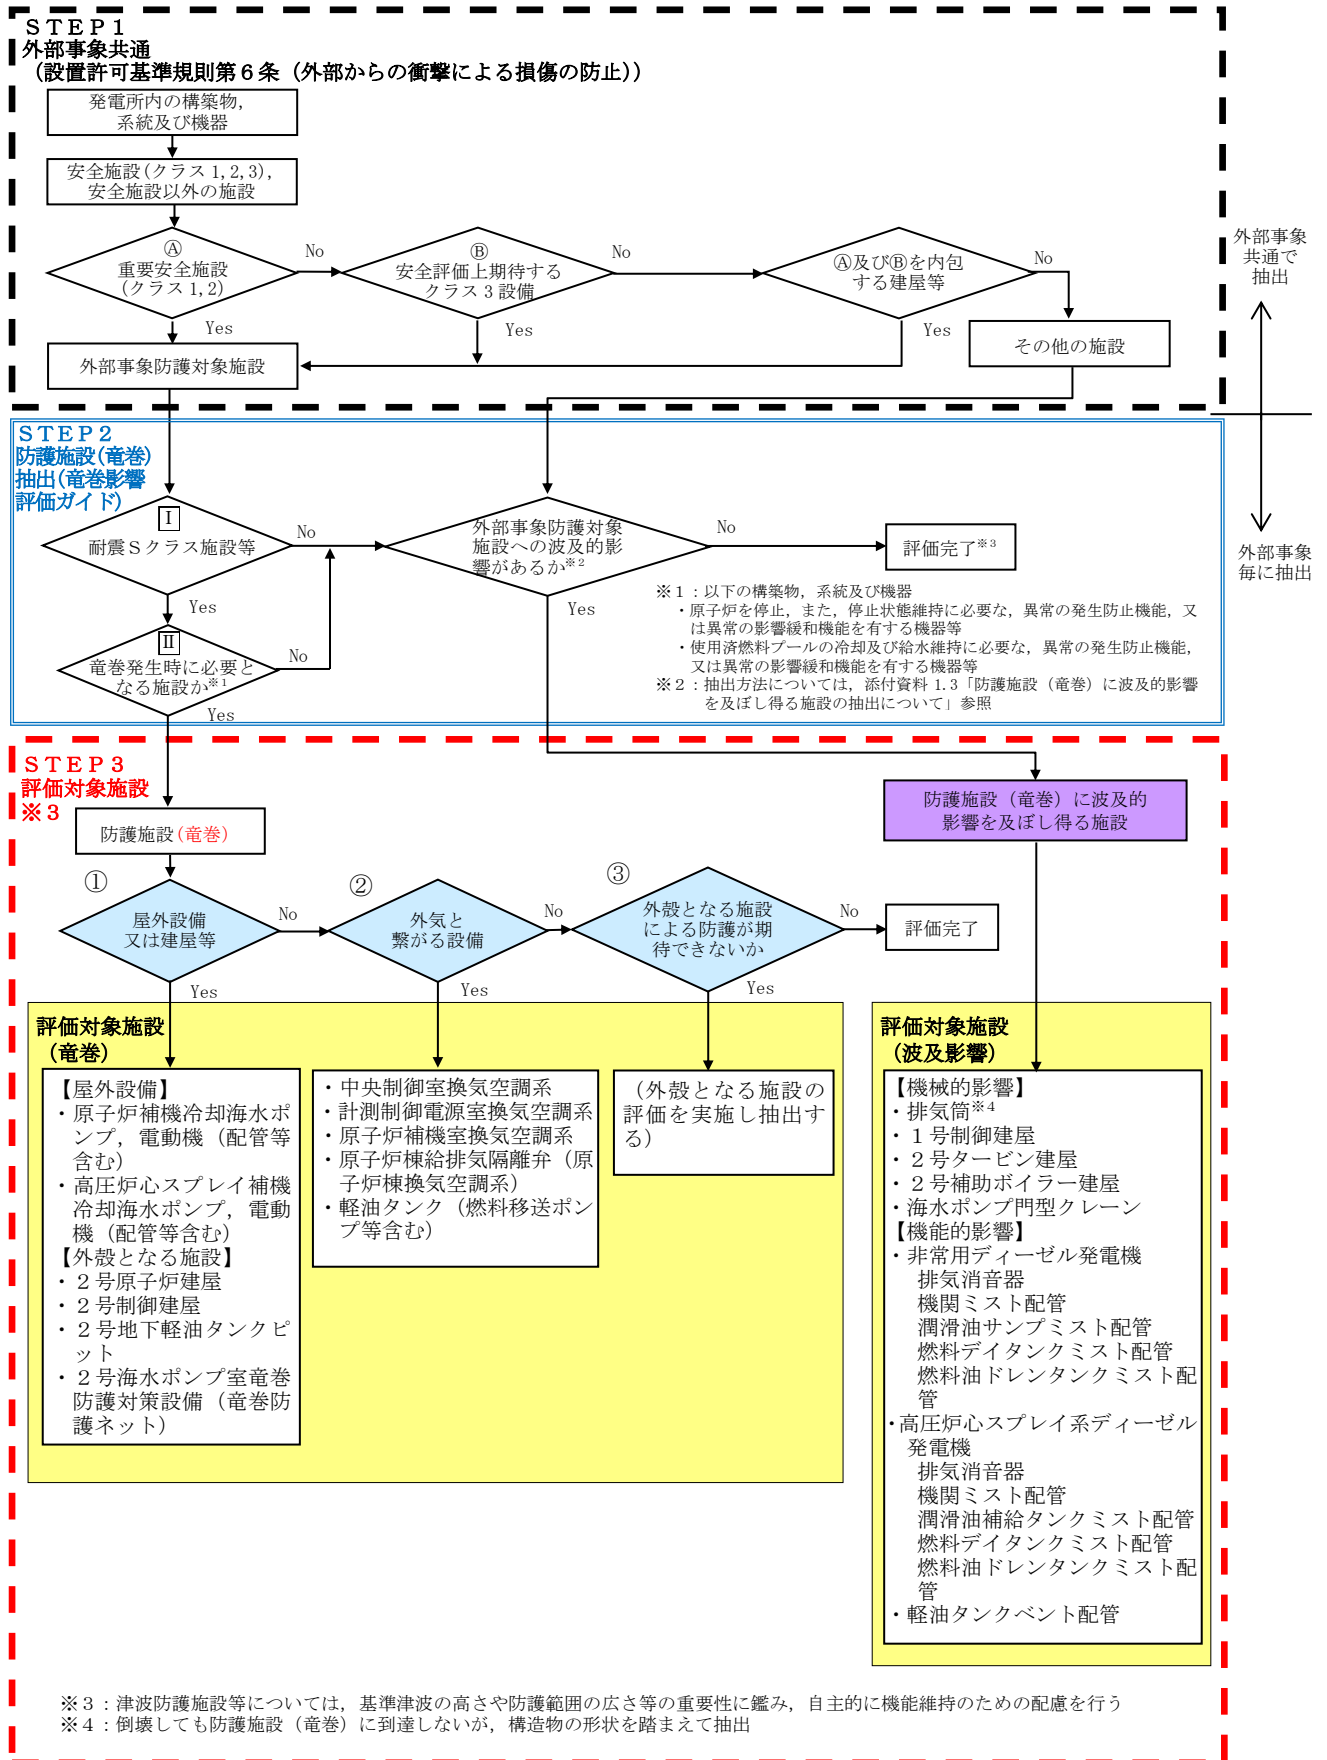 ＳＴＥＰ１
外部事象共通
（設置許可基準規則第６条（外部からの衝撃による損傷の防止））
発電所内の構築物，
系統及び機器
安全施設(クラス 1,2,3)，
安全施設以外の施設
Ⓐ
重要安全施設
(クラス 1,2)
No
Ⓑ
安全評価上期待する
クラス 3 設備
No
Ⓐ及びⒷを内包
する建屋等
No
Yes
Yes
Yes
外部事象防護対象施設
その他の施設
外部事象
共通で
抽出
外部事象
毎に抽出
ＳＴＥＰ２
防護施設(竜巻)
抽出(竜巻影響
評価ガイド)
Ⅰ
耐震Ｓクラス施設等
No
Yes
Ⅱ
竜巻発生時に必要と
なる施設か※1
No
Yes
外部事象防護対象
施設への波及的影
響があるか※2
No
Yes
評価完了※3
※１：以下の構築物，系統及び機器
・原子炉を停止，また，停止状態維持に必要な，異常の発生防止機能，又
は異常の影響緩和機能を有する機器等
・使用済燃料プールの冷却及び給水維持に必要な，異常の発生防止機能，
又は異常の影響緩和機能を有する機器等
※２：抽出方法については，添付資料 1.3「防護施設（竜巻）に波及的影響
を及ぼし得る施設の抽出について」参照
ＳＴＥＰ３
評価対象施設
※３
防護施設(竜巻)
防護施設（竜巻）に波及的
影響を及ぼし得る施設
①
屋外設備
又は建屋等
No
Yes
②
外気と
繋がる設備
No
Yes
③
外殻となる施設
による防護が期
待できないか
No
Yes
評価完了
評価対象施設
（竜巻）
【屋外設備】
・原子炉補機冷却海水ポ
ンプ，電動機（配管等
含む）
・高圧炉心スプレイ補機
冷却海水ポンプ，電動
機（配管等含む）
【外殻となる施設】
・２号原子炉建屋
・２号制御建屋
・２号地下軽油タンクピ
ット
・２号海水ポンプ室竜巻
防護対策設備（竜巻防
護ネット）
・中央制御室換気空調系
・計測制御電源室換気空調系
・原子炉補機室換気空調系
・原子炉棟給排気隔離弁（原
子炉棟換気空調系）
・軽油タンク（燃料移送ポン
プ等含む）
（外殻となる施設の
評価を実施し抽出す
る）
評価対象施設
（波及影響）
【機械的影響】
・排気筒※4
・１号制御建屋
・２号タービン建屋
・２号補助ボイラー建屋
・海水ポンプ門型クレーン
【機能的影響】
・非常用ディーゼル発電機
排気消音器
機関ミスト配管
潤滑油サンプミスト配管
燃料デイタンクミスト配管
燃料油ドレンタンクミスト配
管
・高圧炉心スプレイ系ディーゼル
発電機
排気消音器
機関ミスト配管
潤滑油補給タンクミスト配管
燃料デイタンクミスト配管
燃料油ドレンタンクミスト配
管
・軽油タンクベント配管
※３：津波防護施設等については，基準津波の高さや防護範囲の広さ等の重要性に鑑み，自主的に機能維持のための配慮を行う
※４：倒壊しても防護施設（竜巻）に到達しないが，構造物の形状を踏まえて抽出